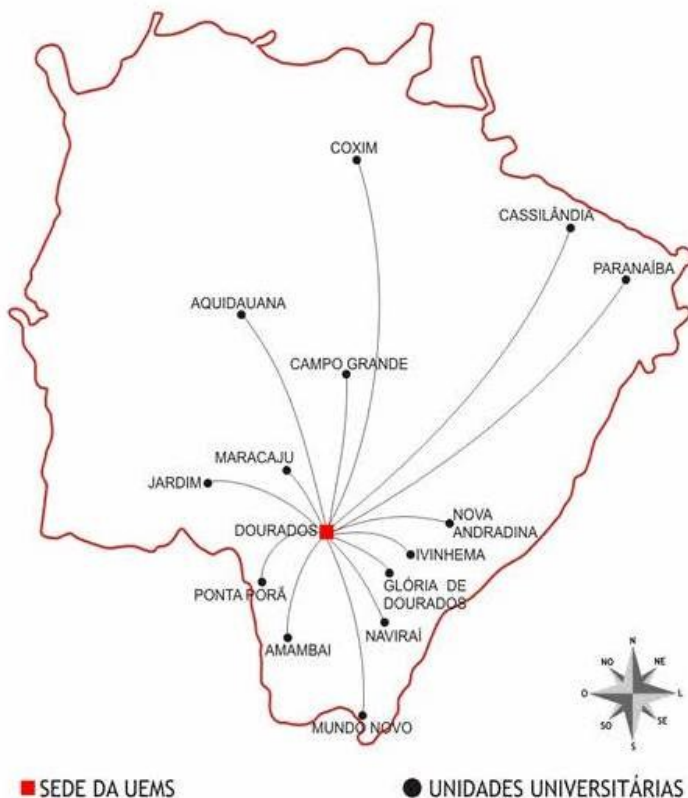 COXIM
CASSILÂNDIA
PARANAÍBA
AQUIDAUANA
CAMPO GRANDE
MARACAJU
JARDIM
DOURADOS
NOVA
ANDRADINA
IVINHEMA
PONTA PORÃ
GLÓRIA DE
DOURADOS
NAVIRAÍ
AMAMBAI
MUNDO NOVO
N
NO
NE
O
L
SO
SE
S
SEDE DA UEMS
UNIDADES UNIVERSITÁRIAS